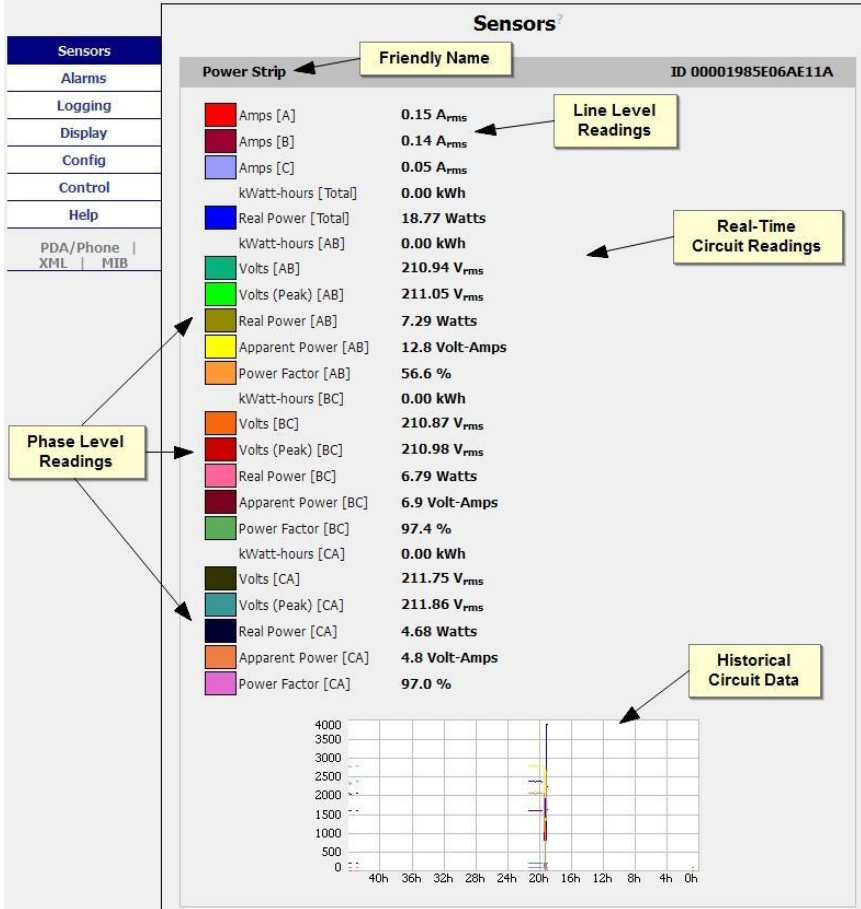 Sensors?
Sensors
Alarms
Logging
Display
Config
Control
Help
PDA/Phone |
XML | MIB
Friendly Name
Power Strip
ID 00001985E06AE11A
Line Level
Readings
Amps [A] 0.15 Arms
Amps [B] 0.14 Arms
Amps [C] 0.05 Arms
kWatt-hours [Total] 0.00 kWh
Real Power [Total] 18.77 Watts
kWatt-hours [AB] 0.00 kWh
Volts [AB] 210.94 Vrms
Volts (Peak) [AB] 211.05 Vrms
Real Power [AB] 7.29 Watts
Apparent Power [AB] 12.8 Volt-Amps
Power Factor [AB] 56.6 %
kWatt-hours [BC] 0.00 kWh
Volts [BC] 210.87 Vrms
Volts (Peak) [BC] 210.98 Vrms
Real Power [BC] 6.79 Watts
Apparent Power [BC] 6.9 Volt-Amps
Power Factor [BC] 97.4 %
kWatt-hours [CA] 0.00 kWh
Volts [CA] 211.75 Vrms
Volts (Peak) [CA] 211.86 Vrms
Real Power [CA] 4.68 Watts
Apparent Power [CA] 4.8 Volt-Amps
Power Factor [CA] 97.0 %
Real-Time
Circuit Readings
Phase Level
Readings
Historical
Circuit Data
4000
3500
3000
2500
2000
1500
1000
500
0
40h 36h 32h 28h 24h 20h 16h 12h 8h 4h 0h